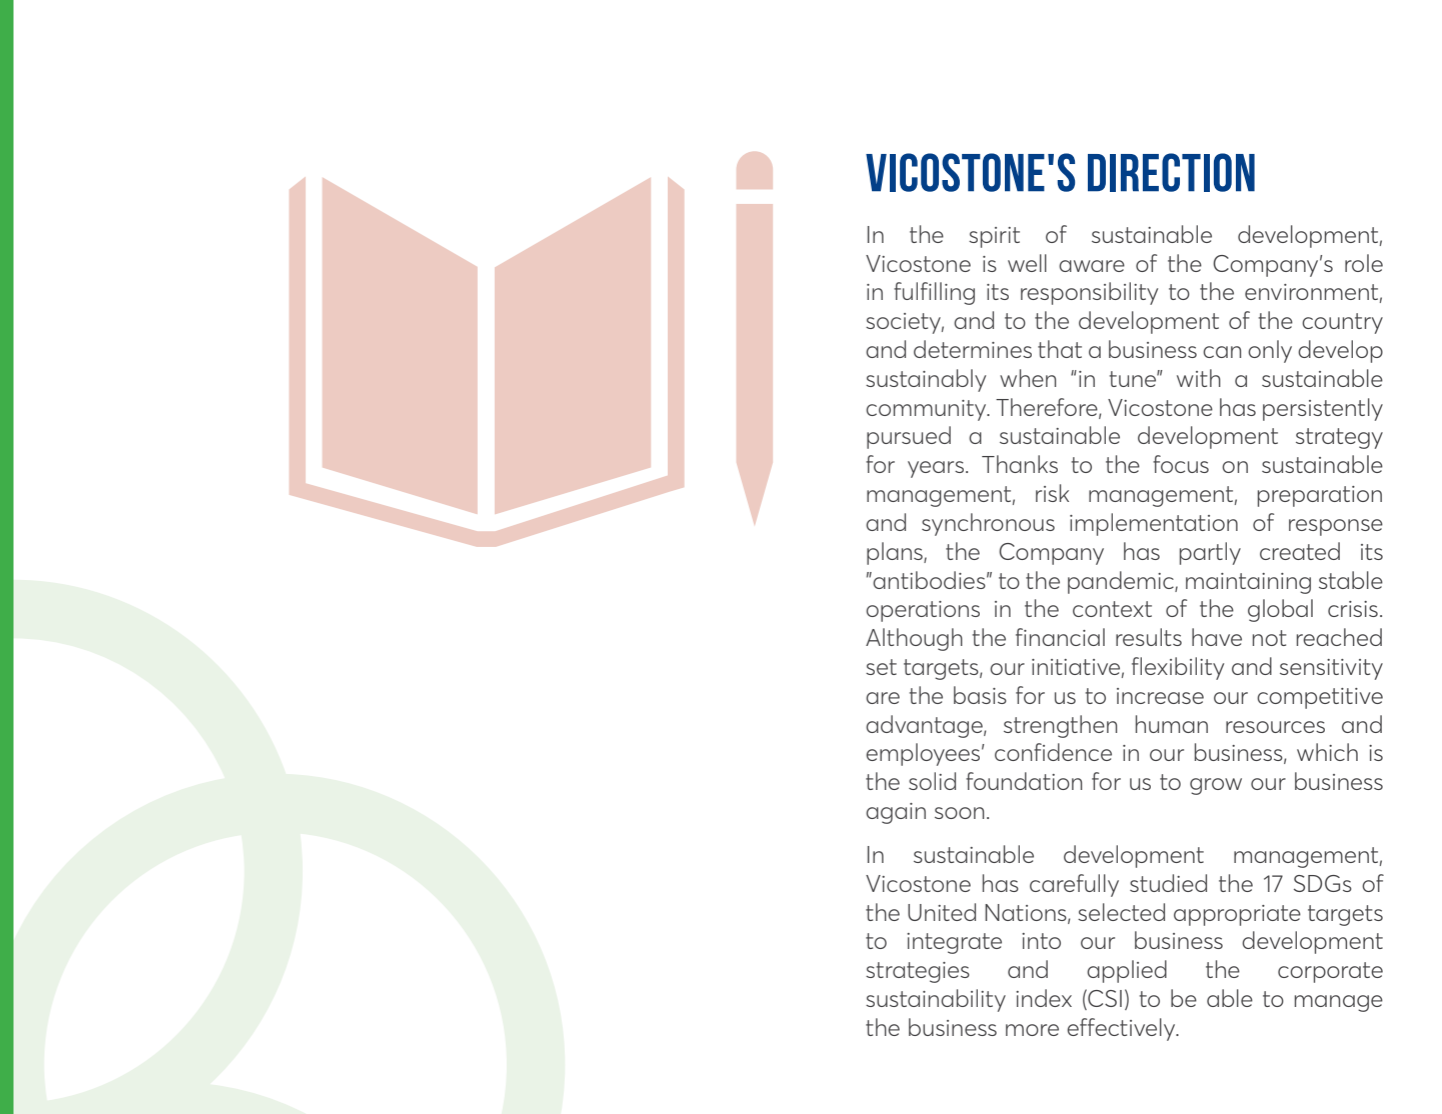 VICOSTONE'S DIRECTION
In the spirit of sustainable development,
Vicostone is well aware of the Company's role
in fulfilling its responsibility to the environment,
society, and to the development of the country
and determines that a business can only develop
sustainably when "in tune" with a sustainable
community. Therefore, Vicostone has persistently
pursued a sustainable development strategy
for years. Thanks to the focus on sustainable
management, risk management, preparation
and synchronous implementation of response
plans, the Company has partly created its
"antibodies" to the pandemic, maintaining stable
operations in the context of the global crisis.
Although the financial results have not reached
set targets, our initiative, flexibility and sensitivity
are the basis for us to increase our competitive
advantage, strengthen human resources and
employees' confidence in our business, which is
the solid foundation for us to grow our business
again soon.
In sustainable development management,
Vicostone has carefully studied the 17 SDGs of
the United Nations, selected appropriate targets
to integrate into our business development
strategies and applied the corporate
sustainability index (CSI) to be able to manage
the business more effectively.